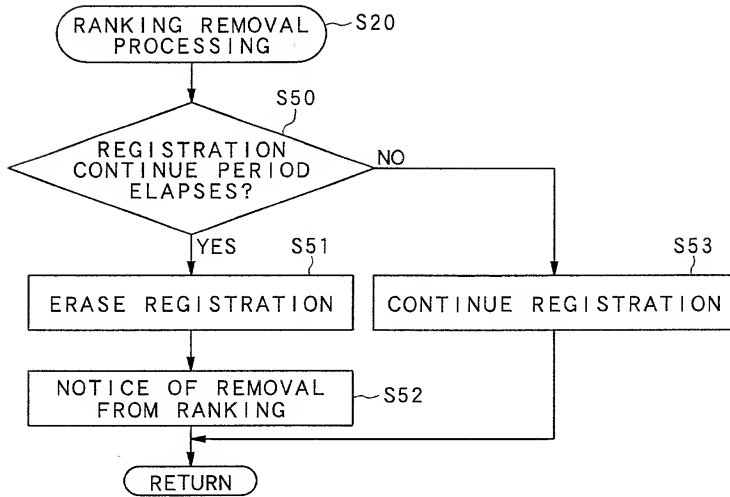 RANKING REMOVAL
PROCESSING
S20
S50
REGISTRATION
CONTINUE PERIOD
ELAPSES?
NO
YES
S51
S53
ERASE REGISTRATION
CONTINUE REGISTRATION
NOTICE OF REMOVAL
FROM RANKING
S52
RETURN